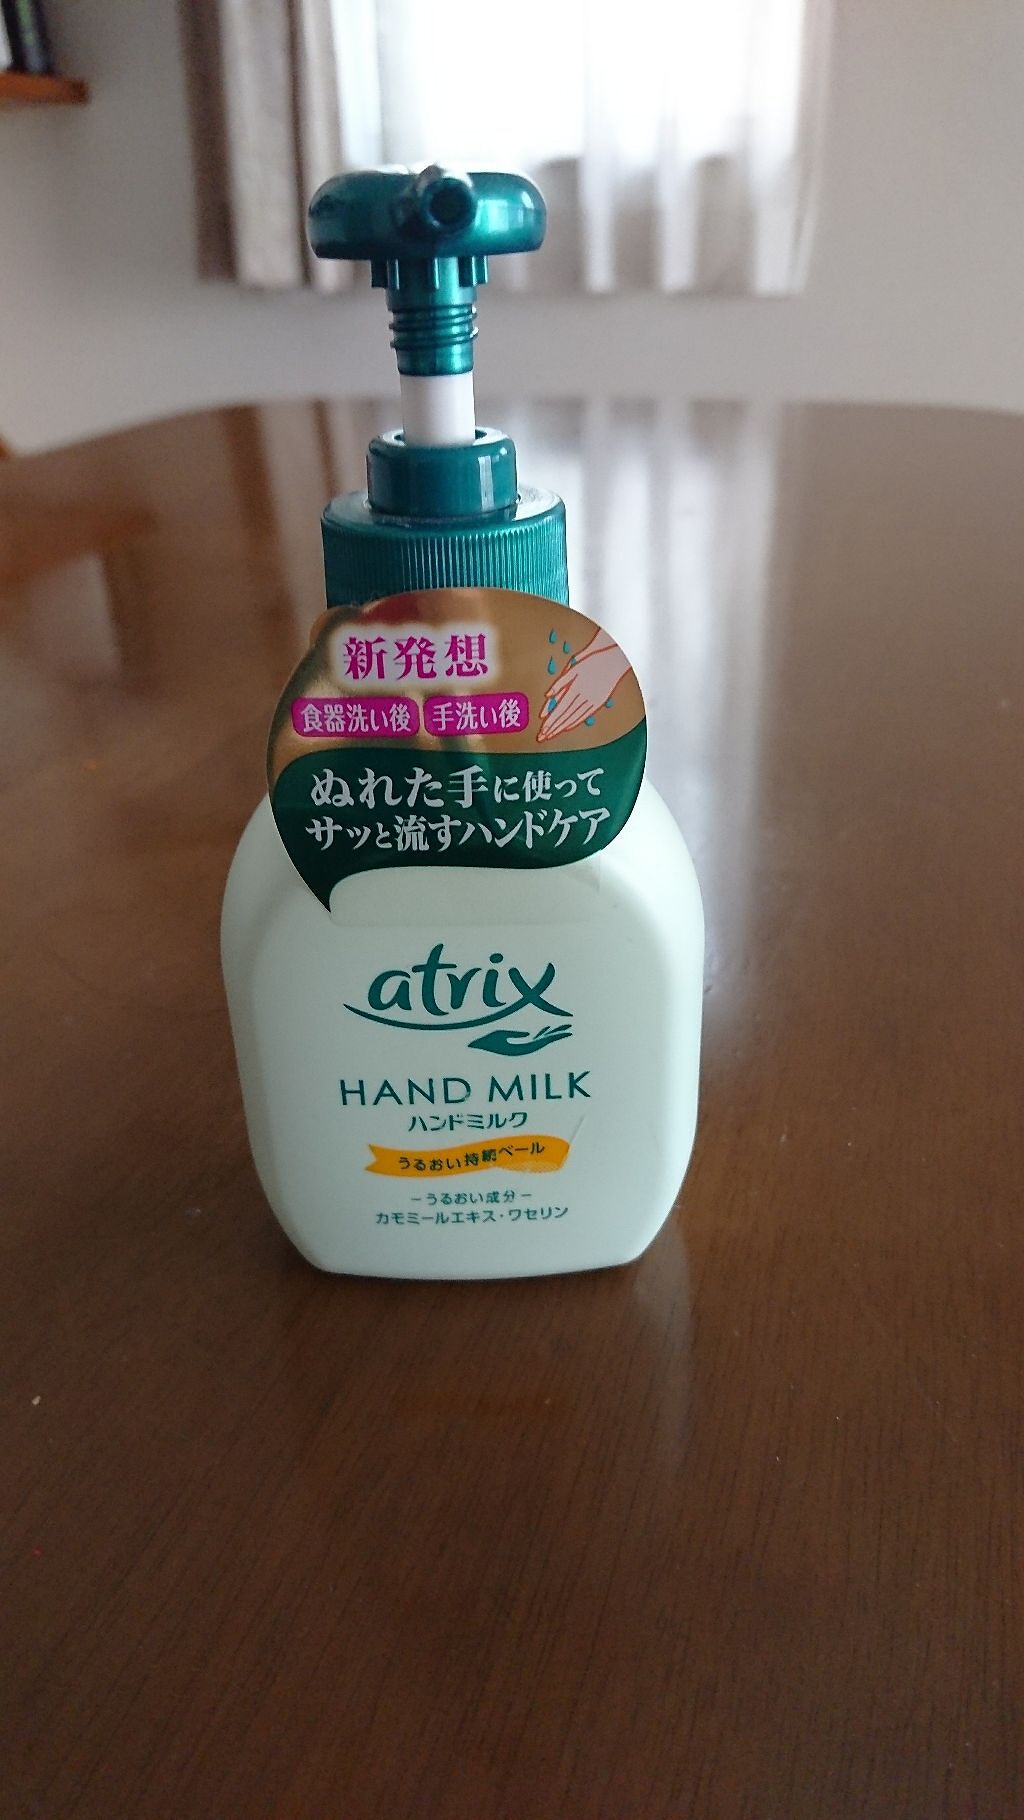 新発想
食器洗い後 手洗い後
ぬれた手に使って
サッと流すハンドケア
atrix
HAND MILK
ハンドミルク
うるおい持続ベール
-うるおい成分-
カモミールエキス・ワセリン